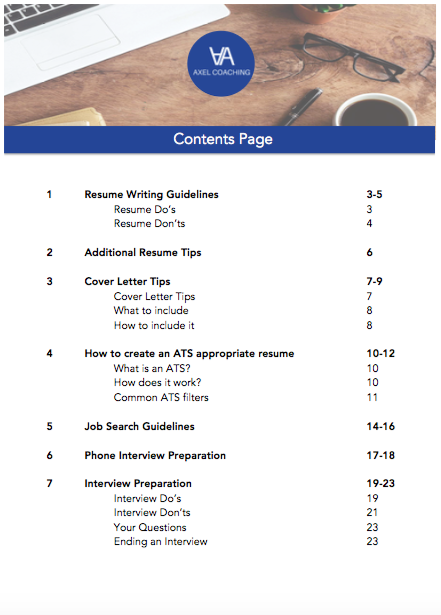 AXEL COACHING
Contents Page
1 Resume Writing Guidelines 3-5
Resume Do's 3
Resume Don'ts 4
2 Additional Resume Tips 6
3 Cover Letter Tips 7-9
Cover Letter Tips 7
What to include 8
How to include it 8
4 How to create an ATS appropriate resume 10-12
What is an ATS? 10
How does it work? 10
Common ATS filters 11
5 Job Search Guidelines 14-16
6 Phone Interview Preparation 17-18
7 Interview Preparation 19-23
Interview Do's 19
Interview Don'ts 21
Your Questions 23
Ending an Interview 23